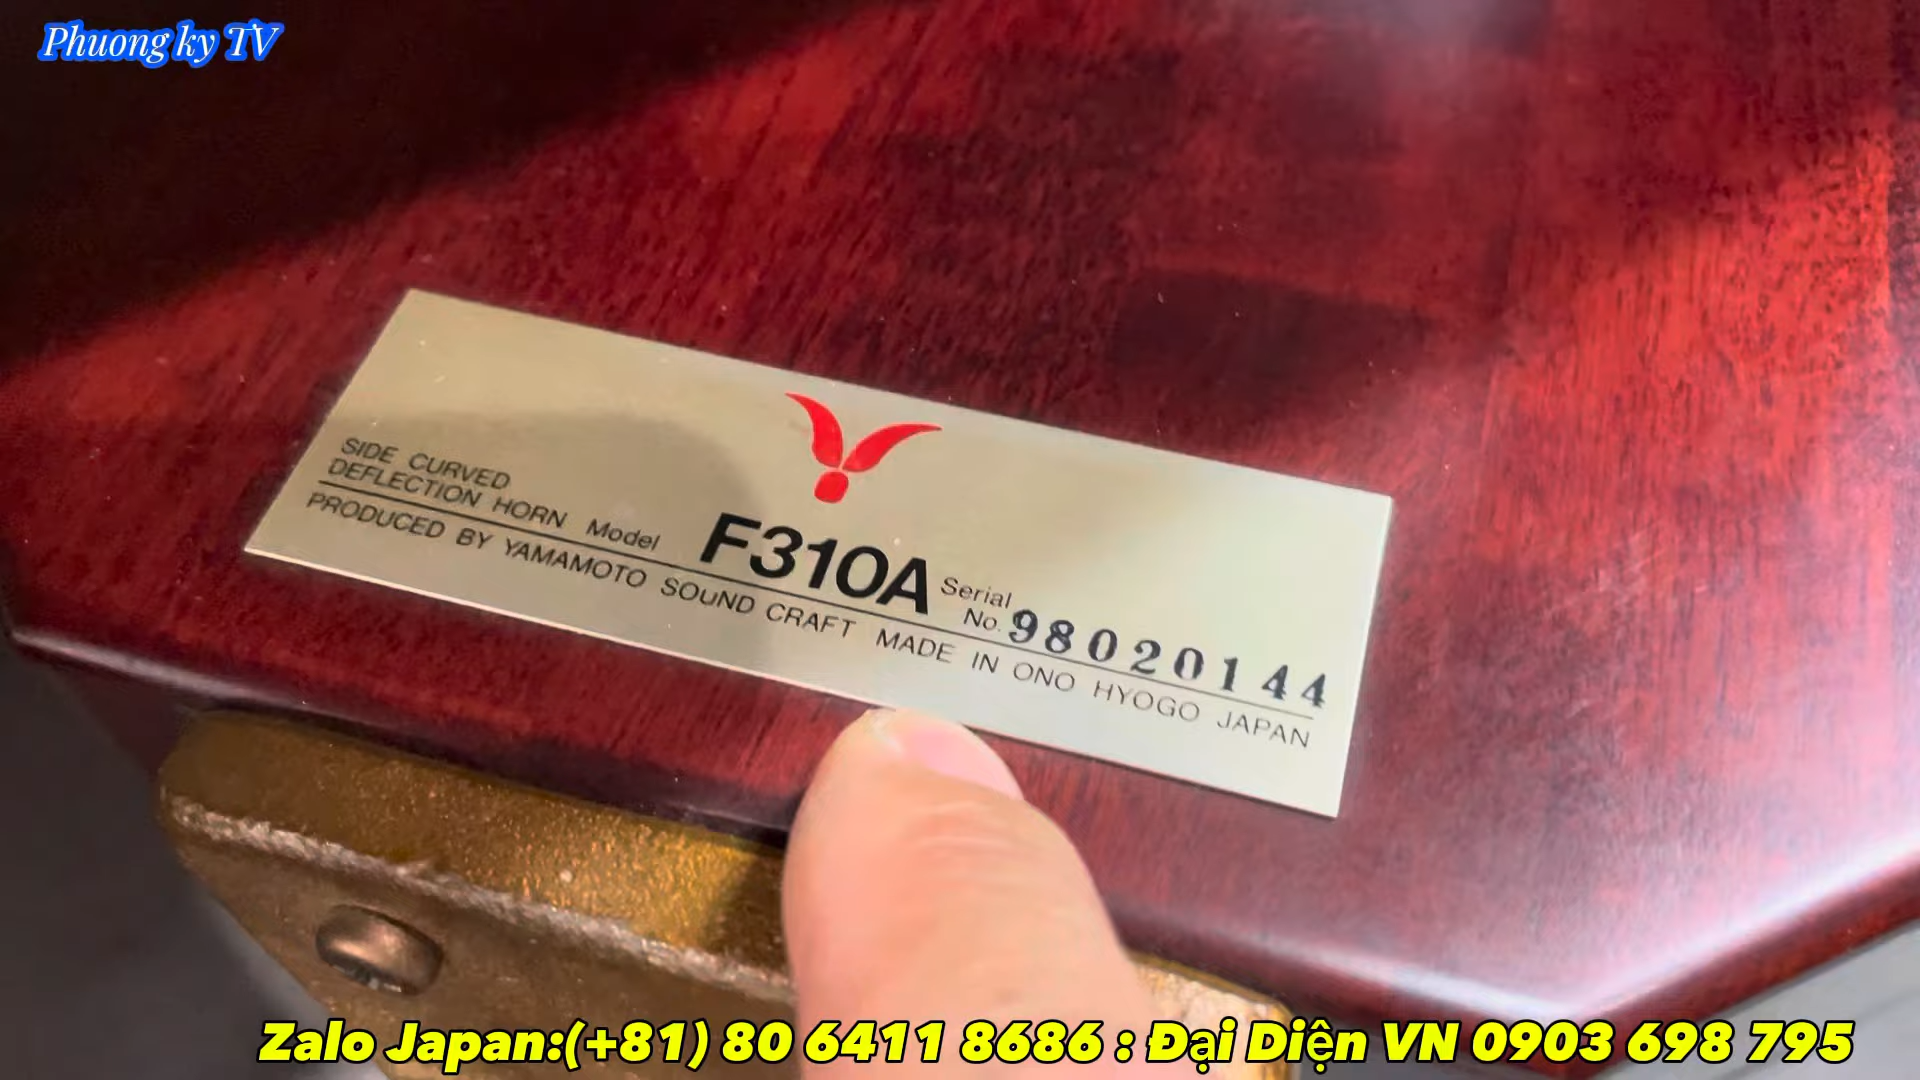 Phuong ky TV
SIDE CURVED
DEFLECTION HORN Model F310A Serial No. 98020144
PRODUCED BY YAMAMOTO SOUND CRAFT MADE IN ONO HYOGO JAPAN
Zalo Japan:(+81) 80 6411 8686 : Đại Diện VN 0903 698 795